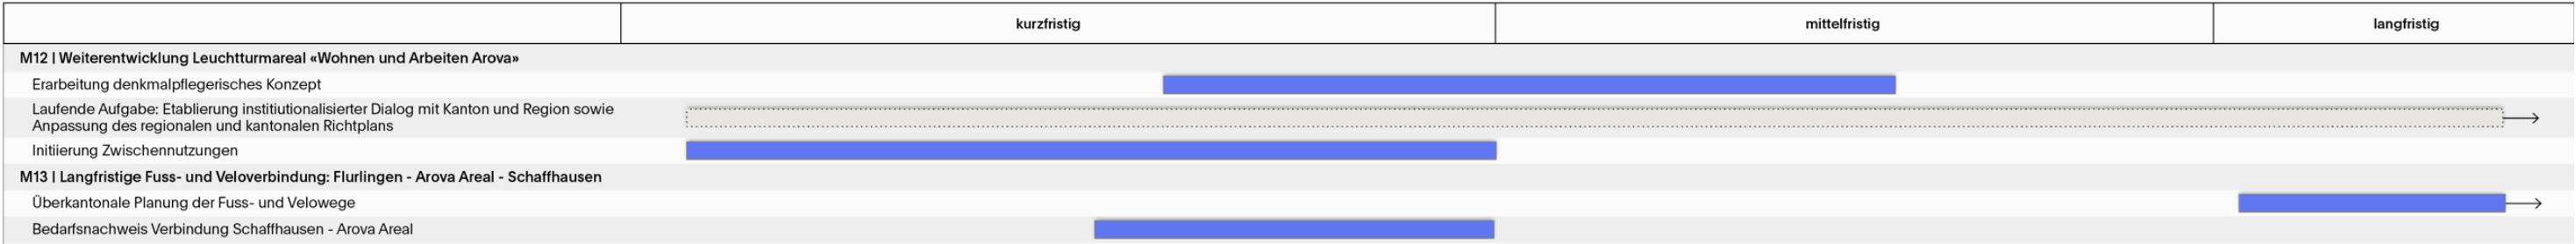 kurzfristig mittelfristig langfristig
M12 | Weiterentwicklung Leuchtturmareal «Wohnen und Arbeiten Arova»
Erarbeitung denkmalpflegerisches Konzept
Laufende Aufgabe: Etablierung institiutionalisierter Dialog mit Kanton und Region sowie
Anpassung des regionalen und kantonalen Richtplans
Initiierung Zwischennutzungen
M13 | Langfristige Fuss- und Veloverbindung: Flurlingen - Arova Areal - Schaffhausen
Überkantonale Planung der Fuss- und Velowege
Bedarfsnachweis Verbindung Schaffhausen - Arova Areal